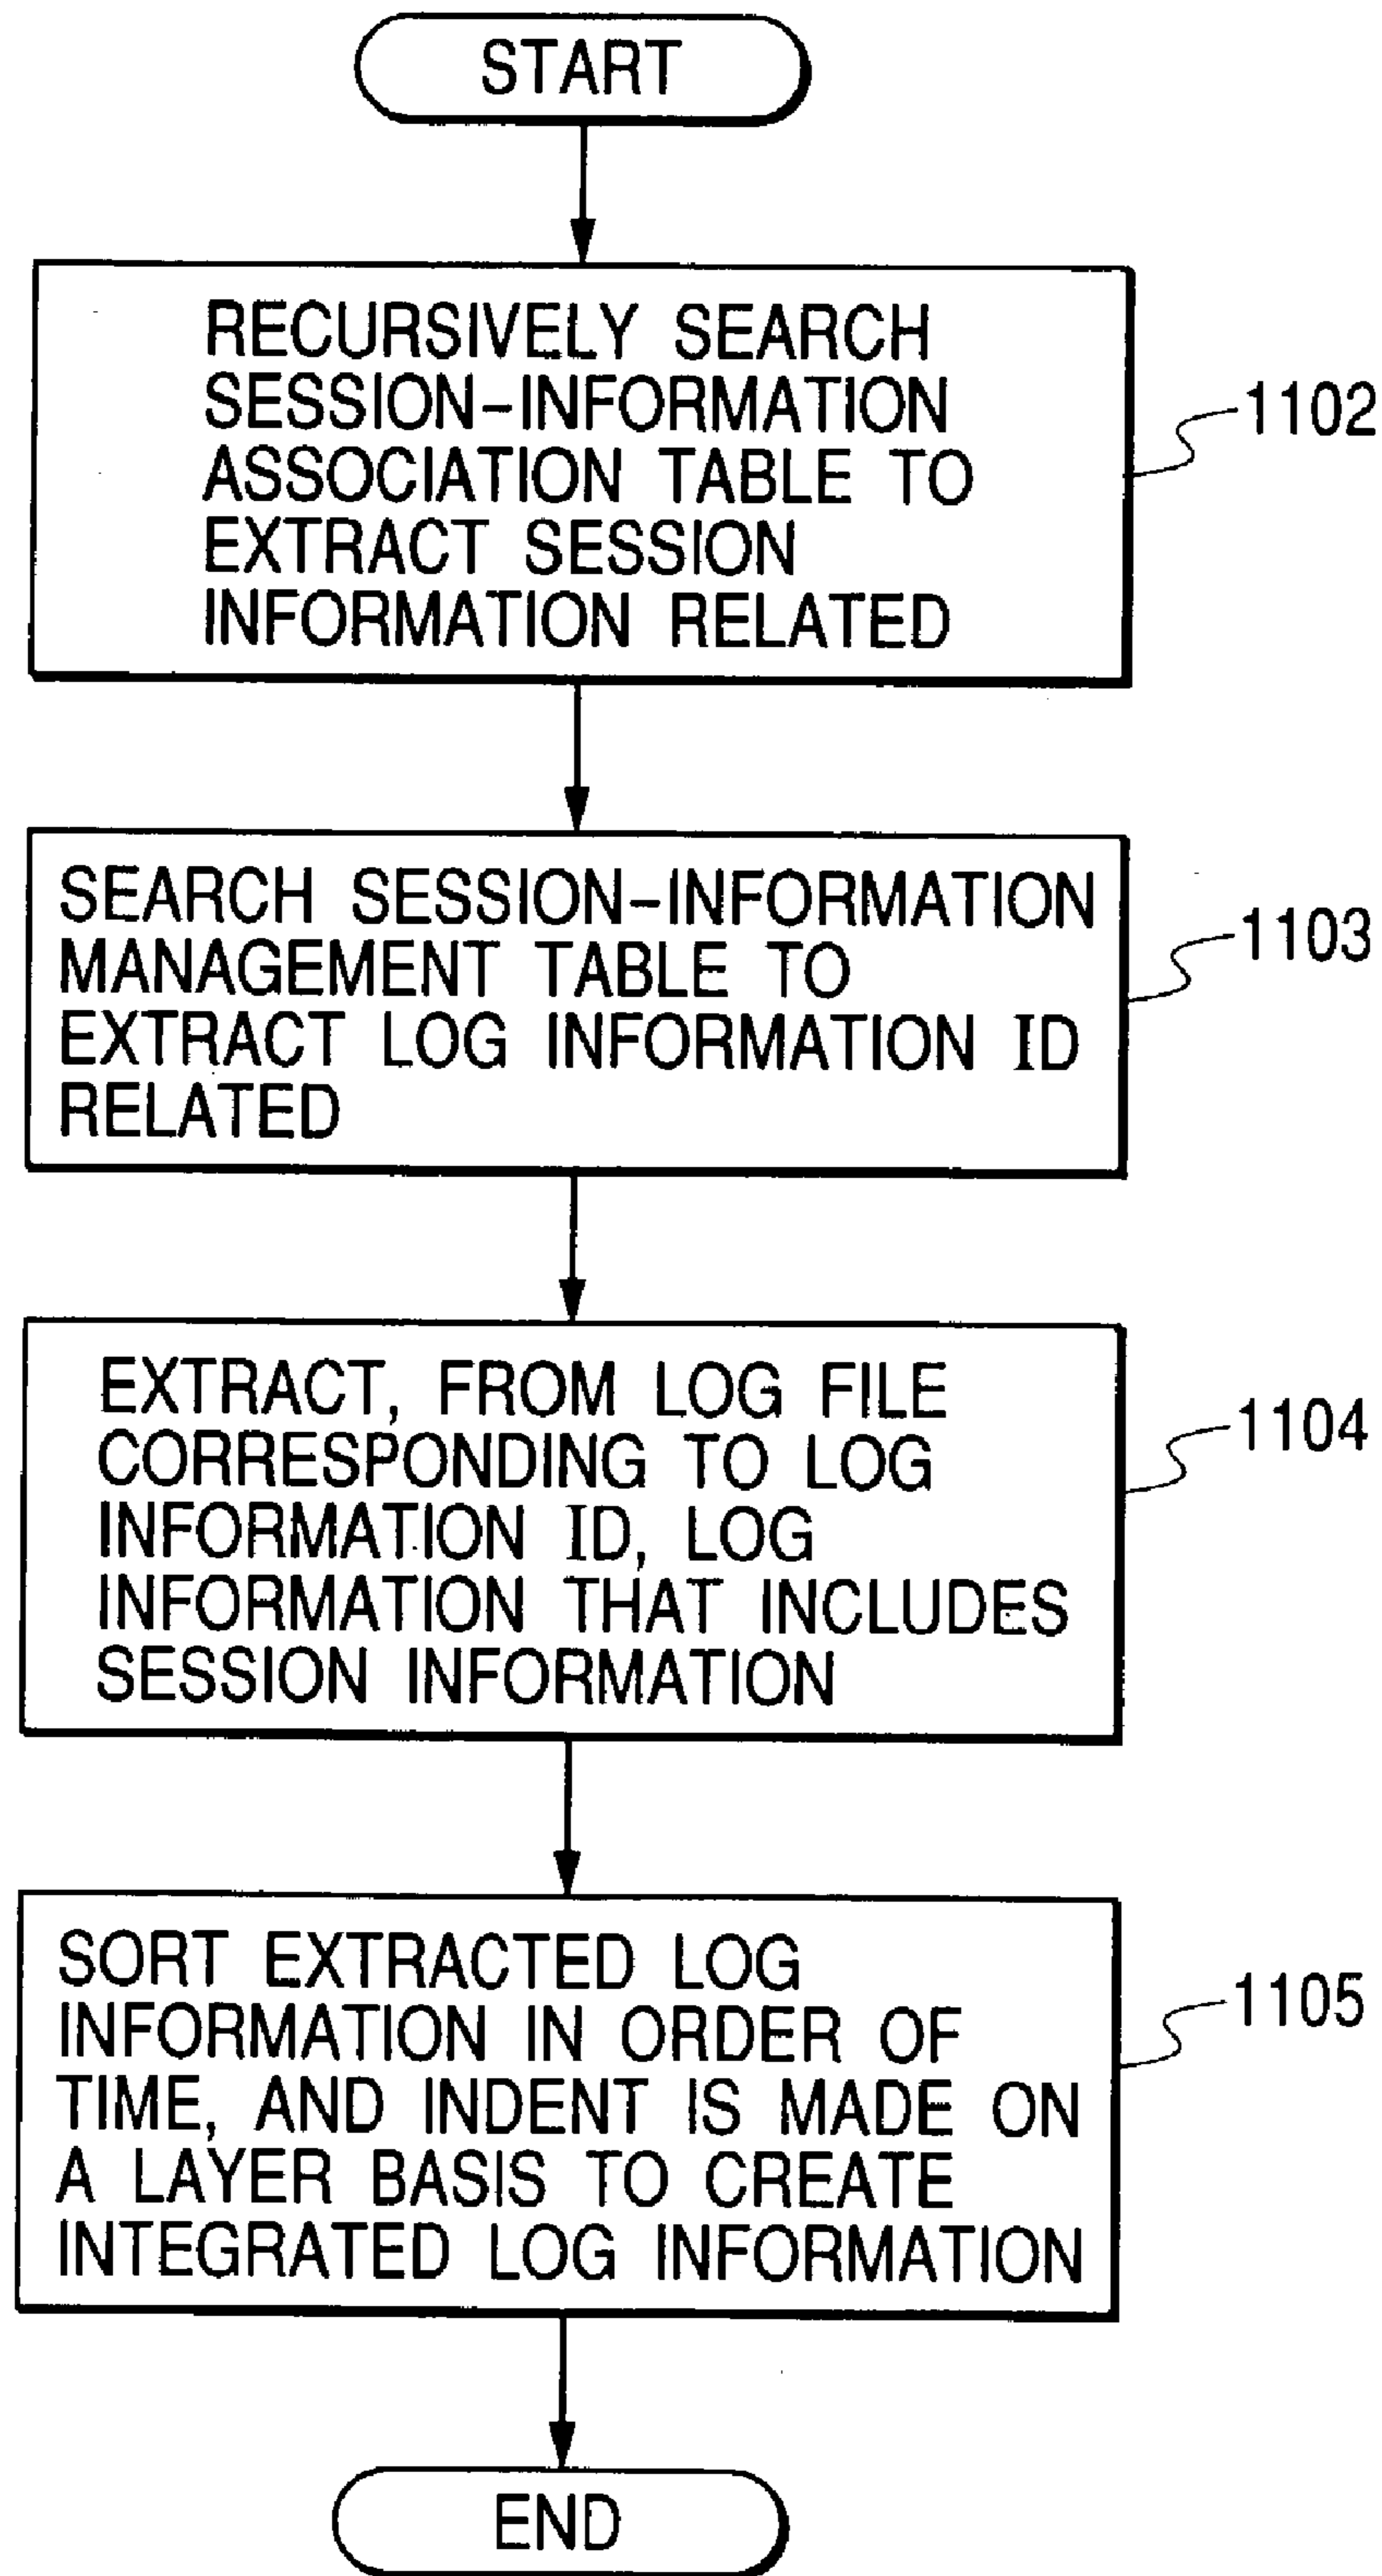 START
RECURSIVELY SEARCH
SESSION-INFORMATION
ASSOCIATION TABLE TO
EXTRACT SESSION
INFORMATION RELATED
1102
SEARCH SESSION-INFORMATION
MANAGEMENT TABLE TO
EXTRACT LOG INFORMATION ID
RELATED
1103
EXTRACT, FROM LOG FILE
CORRESPONDING TO LOG
INFORMATION ID, LOG
INFORMATION THAT INCLUDES
SESSION INFORMATION
1104
SORT EXTRACTED LOG
INFORMATION IN ORDER OF
TIME, AND INDENT IS MADE ON
A LAYER BASIS TO CREATE
INTEGRATED LOG INFORMATION
1105
END